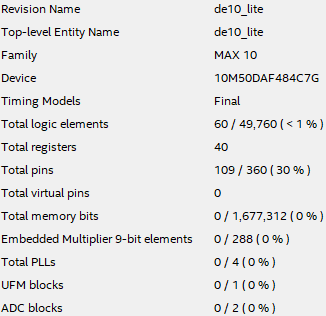 Revision Name de10_lite
Top-level Entity Name de10_lite
Family MAX 10
Device 10M50DAF484C7G
Timing Models Final
Total logic elements 60 / 49,760 ( < 1 % )
Total registers 40
Total pins 109 / 360 ( 30 % )
Total virtual pins 0
Total memory bits 0 / 1,677,312 ( 0 % )
Embedded Multiplier 9-bit elements 0 / 288 ( 0 % )
Total PLLs 0 / 4 ( 0 % )
UFM blocks 0 / 1 ( 0 % )
ADC blocks 0 / 2 ( 0 % )